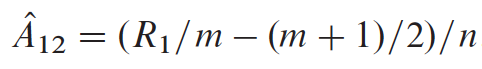 Â₁₂ = (R₁/m − (m + 1)/2)/n